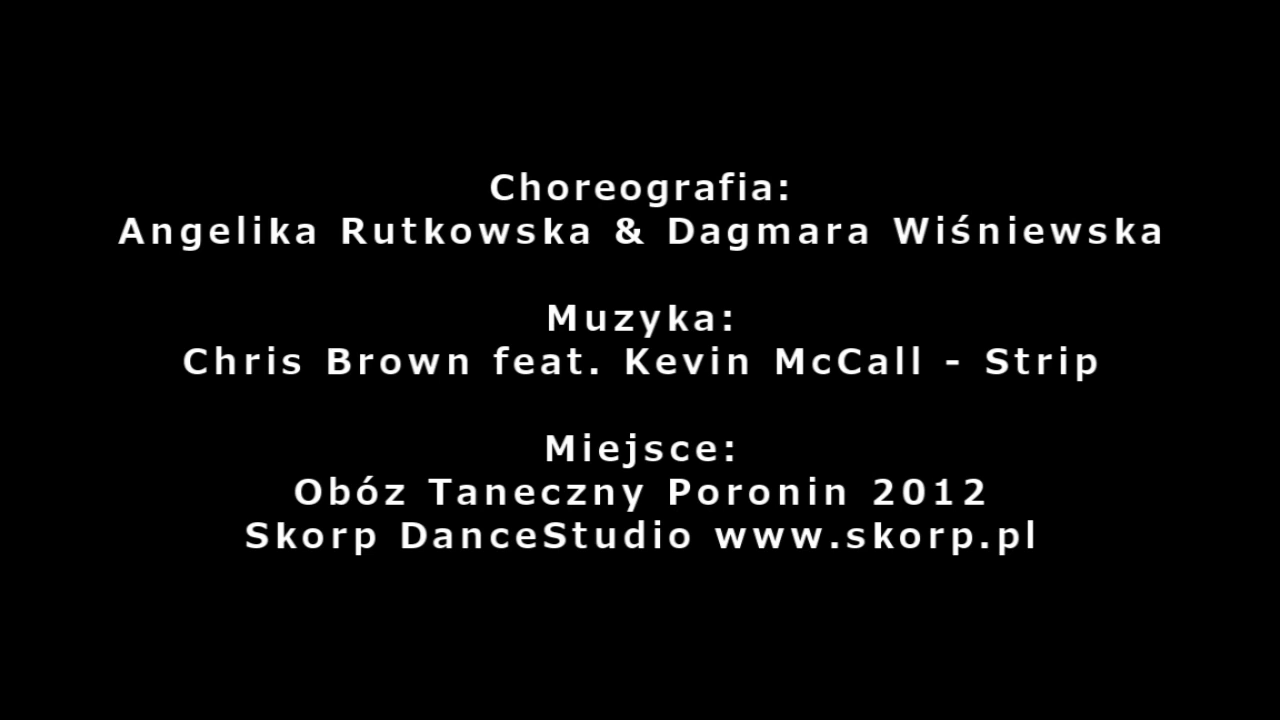 Choreografia:
Angelika Rutkowska & Dagmara Wiśniewska
Muzyka:
Chris Brown feat. Kevin McCall - Strip
Miejsce:
Obóz Taneczny Poronin 2012
Skorp DanceStudio www.skorp.pl